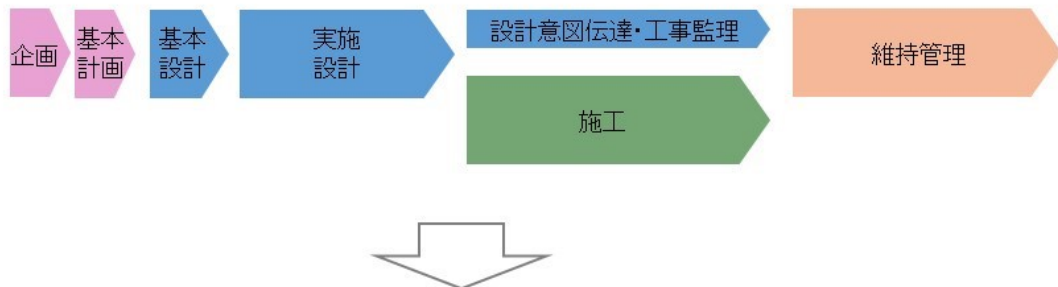 企画
基本
計画
基本
設計
実施
設計
設計意図伝達・工事監理
施工
維持管理